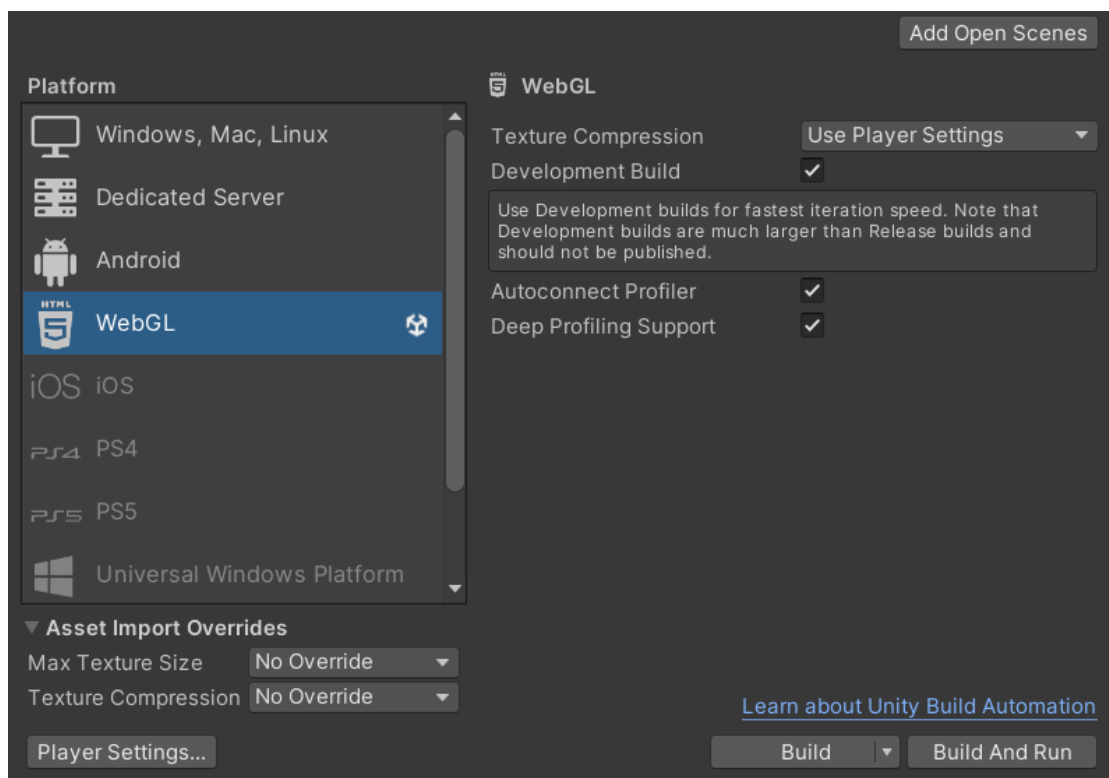 Add Open Scenes
Platform
Windows, Mac, Linux
Dedicated Server
Android
HTML
WebGL
iOS iOS
PS4 PS4
PS5 PS5
Universal Windows Platform
HTML
WebGL
Texture Compression Use Player Settings
Development Build
Use Development builds for fastest iteration speed. Note that
Development builds are much larger than Release builds and
should not be published.
Autoconnect Profiler
Deep Profiling Support
Asset Import Overrides
Max Texture Size No Override
Texture Compression No Override
Learn about Unity Build Automation
Player Settings...
Build
Build And Run